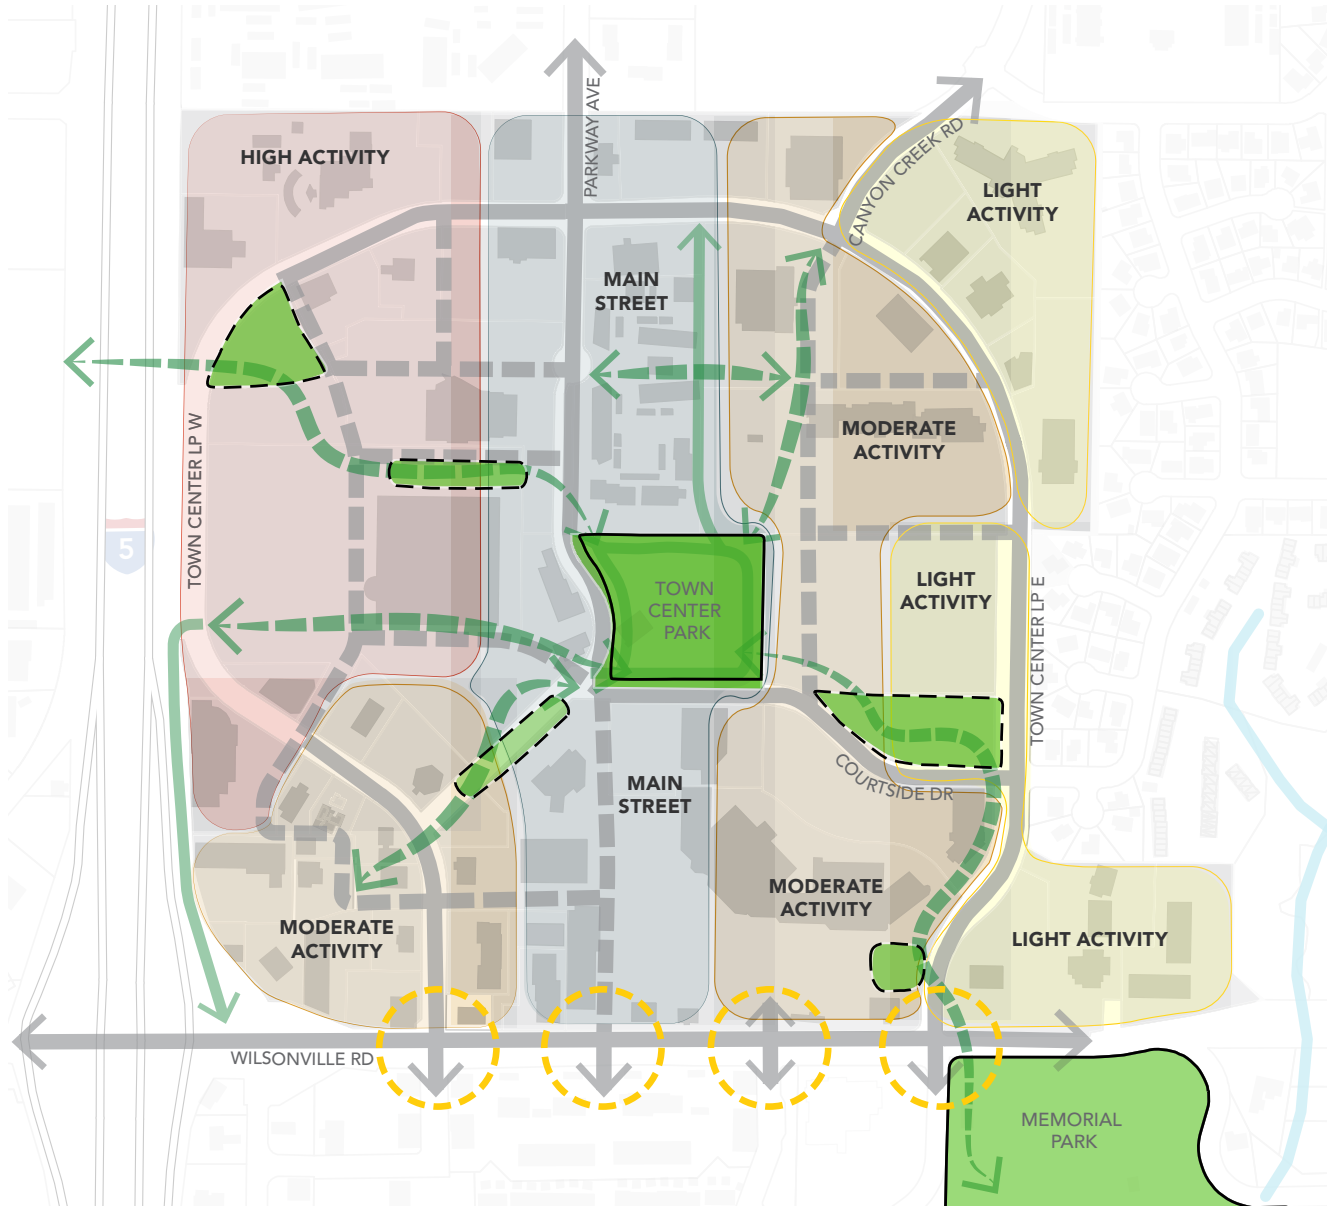 PARKWAY AVE
CANYON CREEK RD
HIGH ACTIVITY
LIGHT
ACTIVITY
MAIN
STREET
MODERATE
ACTIVITY
TOWN CENTER LP W
5
LIGHT
ACTIVITY
TOWN
CENTER
PARK
TOWN CENTER LP E
COURTSIDE DR
MAIN
STREET
MODERATE
ACTIVITY
MODERATE
ACTIVITY
LIGHT ACTIVITY
WILSONVILLE RD
MEMORIAL
PARK